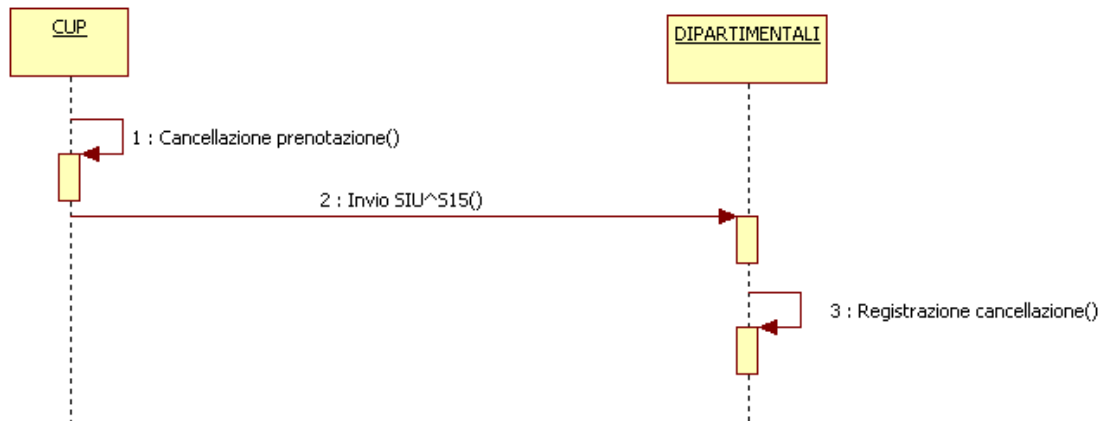 CUP
DIPARTIMENTALI
1 : Cancellazione prenotazione()
2 : Invio SIU^S15()
3 : Registrazione cancellazione()